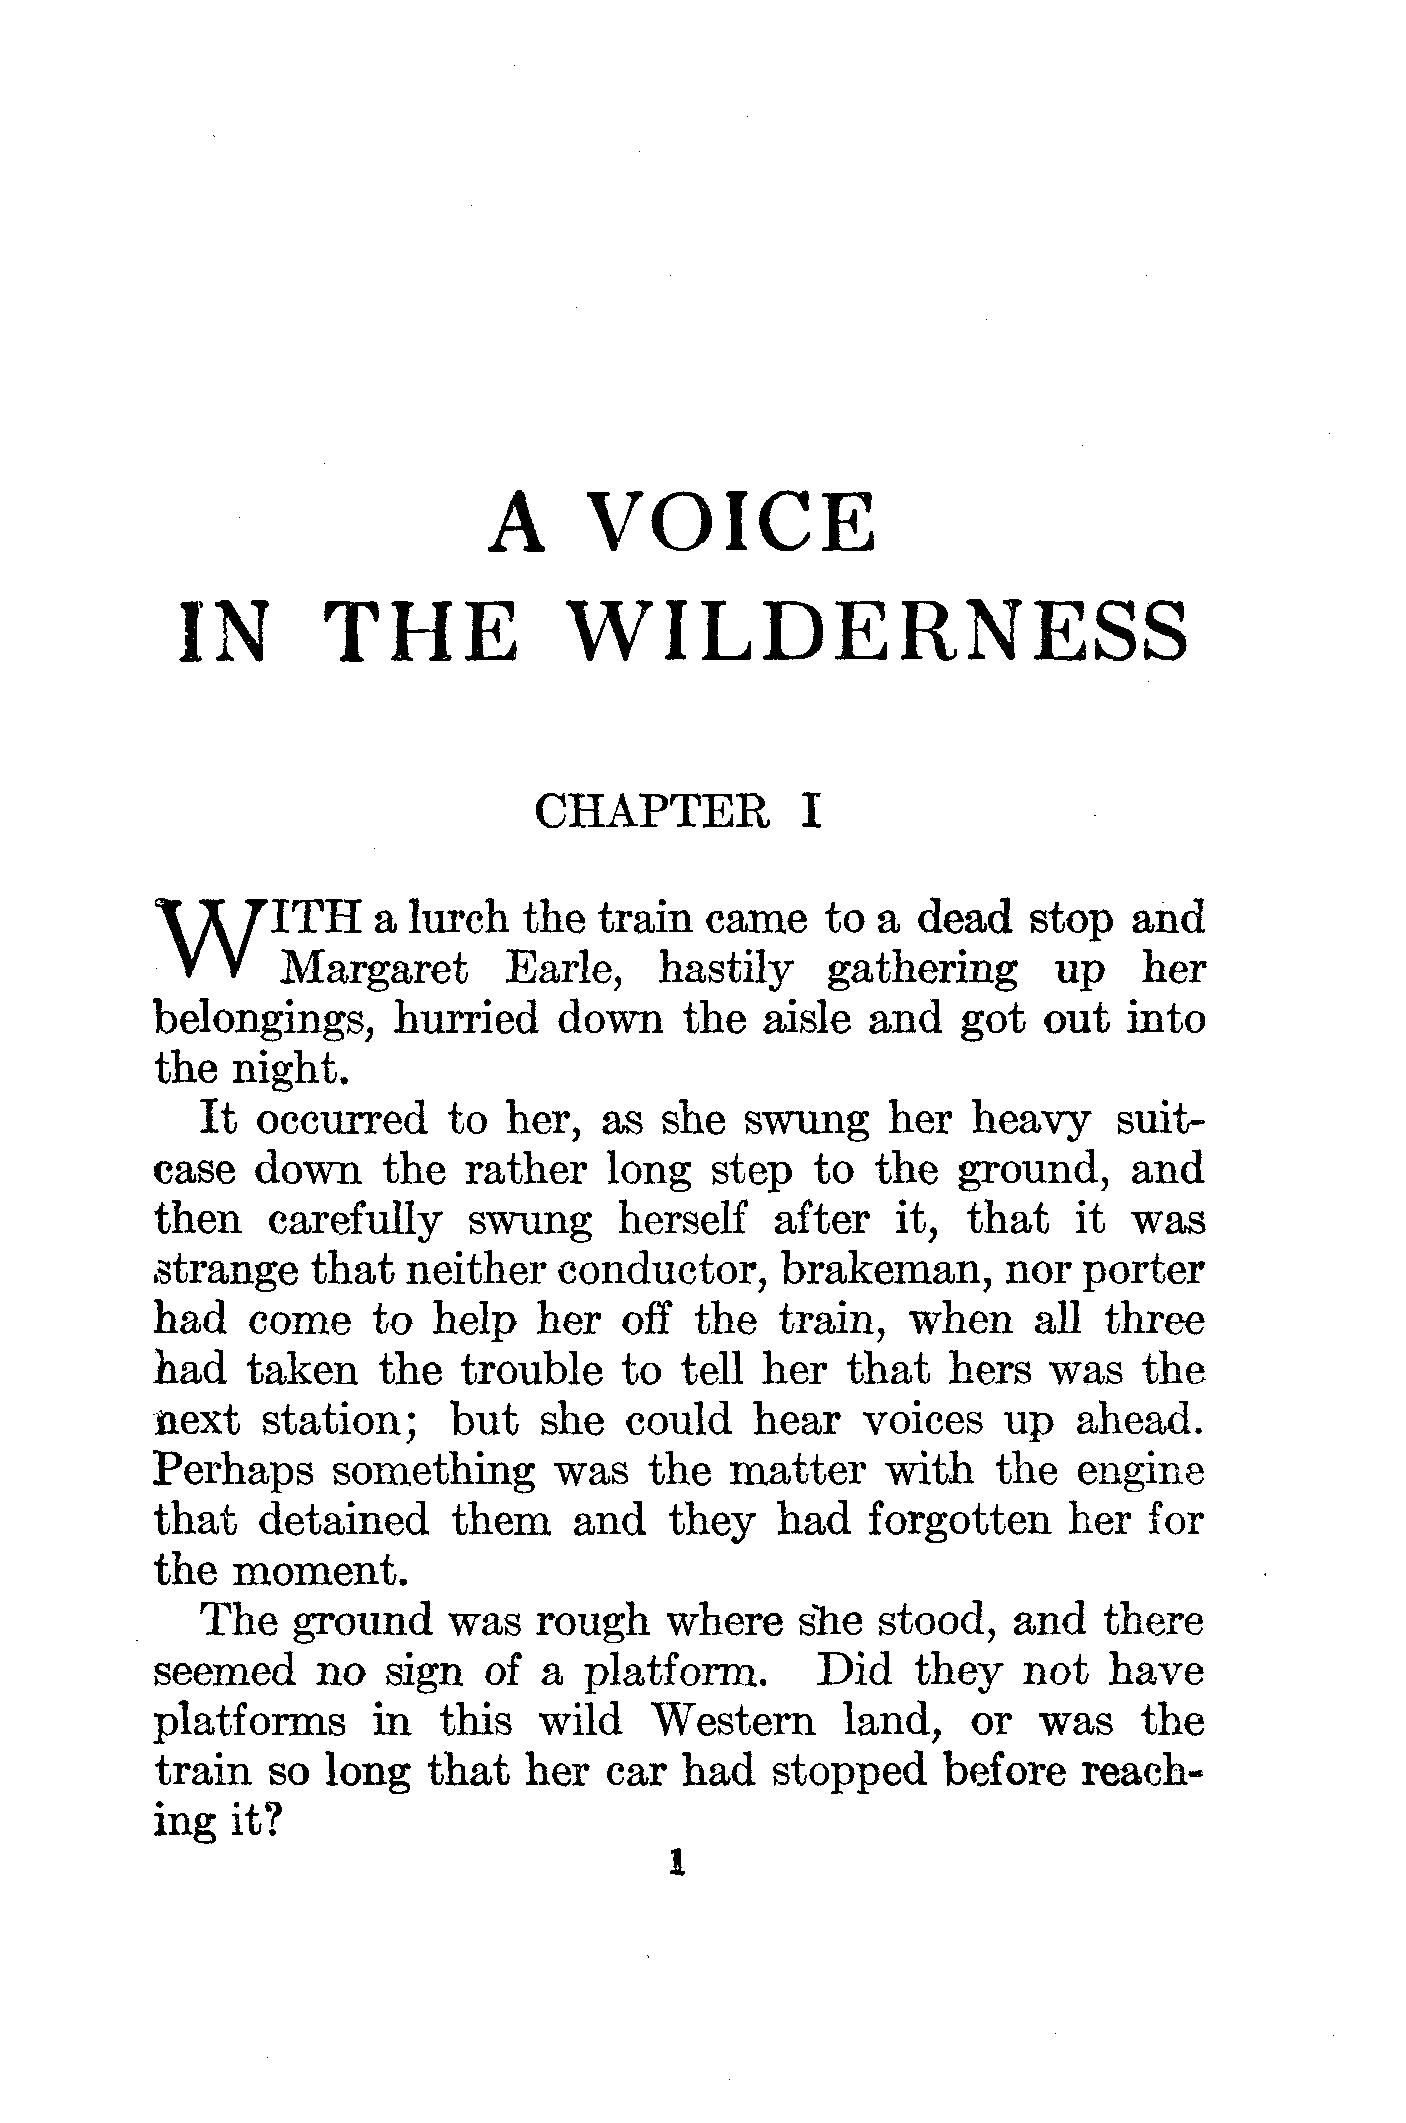 A VOICE
IN THE WILDERNESS
CHAPTER I
WITH a lurch the train came to a dead stop and
Margaret Earle, hastily gathering up her
belongings, hurried down the aisle and got out into
the night.
It occurred to her, as she swung her heavy suit-
case down the rather long step to the ground, and
then carefully swung herself after it, that it was
strange that neither conductor, brakeman, nor porter
had come to help her off the train, when all three
had taken the trouble to tell her that hers was the
next station; but she could hear voices up ahead.
Perhaps something was the matter with the engine
that detained them and they had forgotten her for
the moment.
The ground was rough where she stood, and there
seemed no sign of a platform. Did they not have
platforms in this wild Western land, or was the
train so long that her car had stopped before reach-
ing it?
1